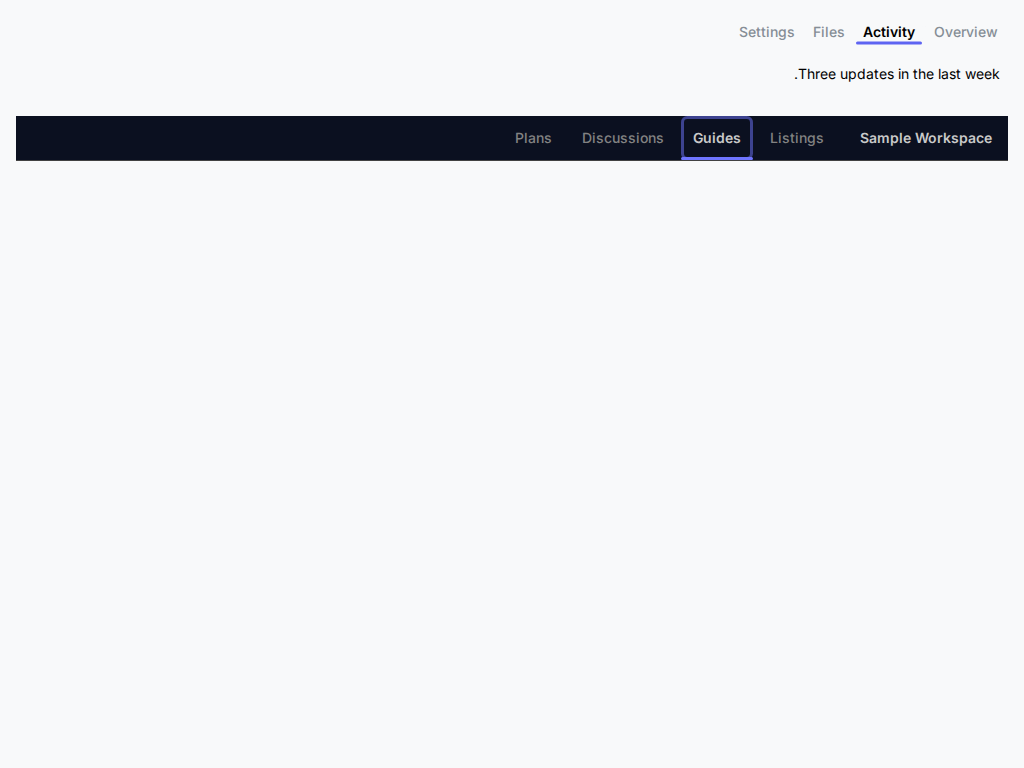 Overview Activity Files Settings
Three updates in the last week.
Sample Workspace Listings Guides Discussions Plans